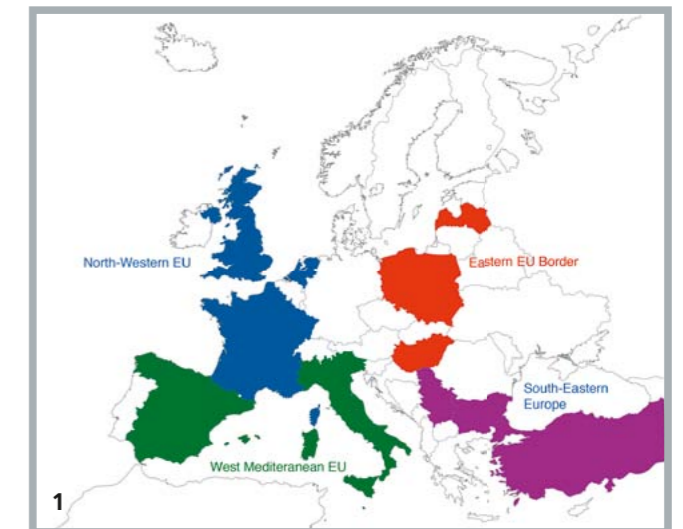 North-Western EU
Eastern EU Border
South-Eastern
Europe
West Mediteranean EU
1